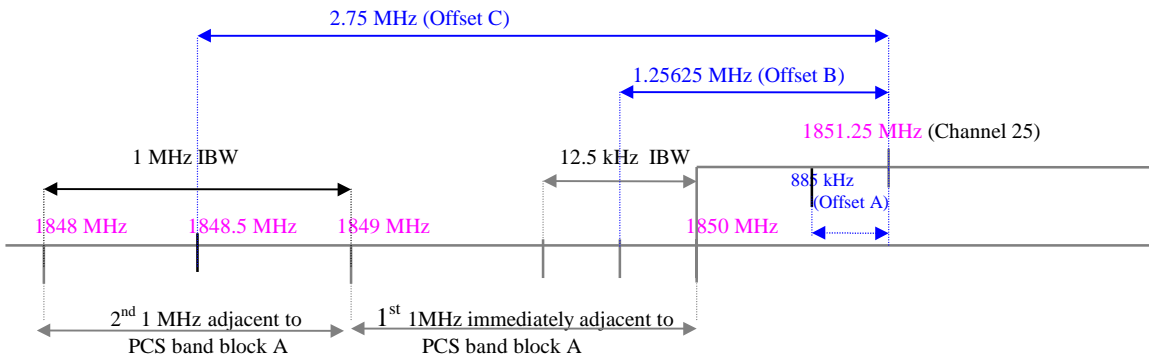 2.75 MHz (Offset C)
1.25625 MHz (Offset B)
1851.25 MHz (Channel 25)
1 MHz IBW
12.5 kHz IBW
885 kHz
(Offset A)
1848 MHz
1848.5 MHz
1849 MHz
1850 MHz
2nd 1 MHz adjacent to
PCS band block A
1st 1MHz immediately adjacent to
PCS band block A